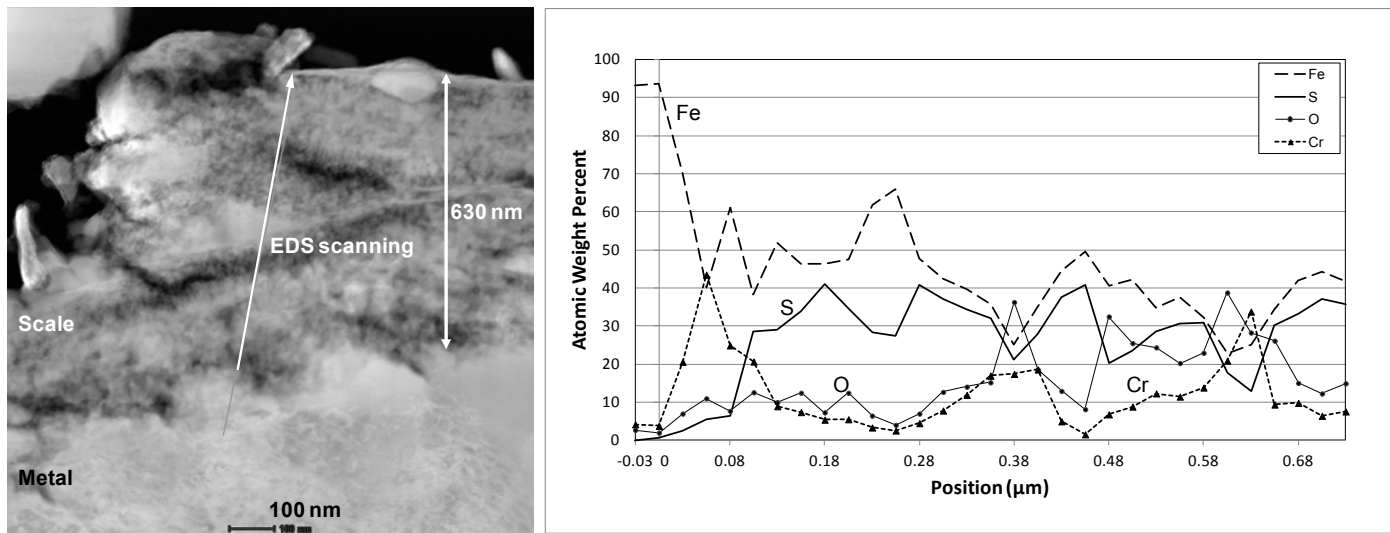 630 nm
EDS scanning
Scale
Metal
100 nm
100 nm
Atomic Weight Percent
100
90
80
70
60
50
40
30
20
10
0
Fe
S
O
Cr
Fe
S
O
Cr
-0.03 0 0.08 0.18 0.28 0.38 0.48 0.58 0.68
Position (µm)